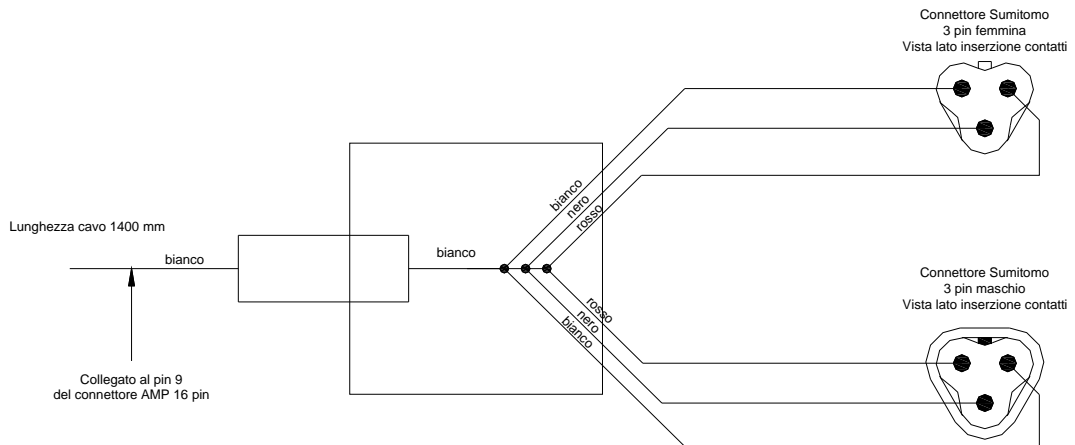 Connettore Sumitomo
3 pin femmina
Vista lato inserzione contatti
bianco
nero
rosso
Lunghezza cavo 1400 mm
bianco
bianco
Connettore Sumitomo
3 pin maschio
Vista lato inserzione contatti
rosso
nero
bianco
Collegato al pin 9
del connettore AMP 16 pin